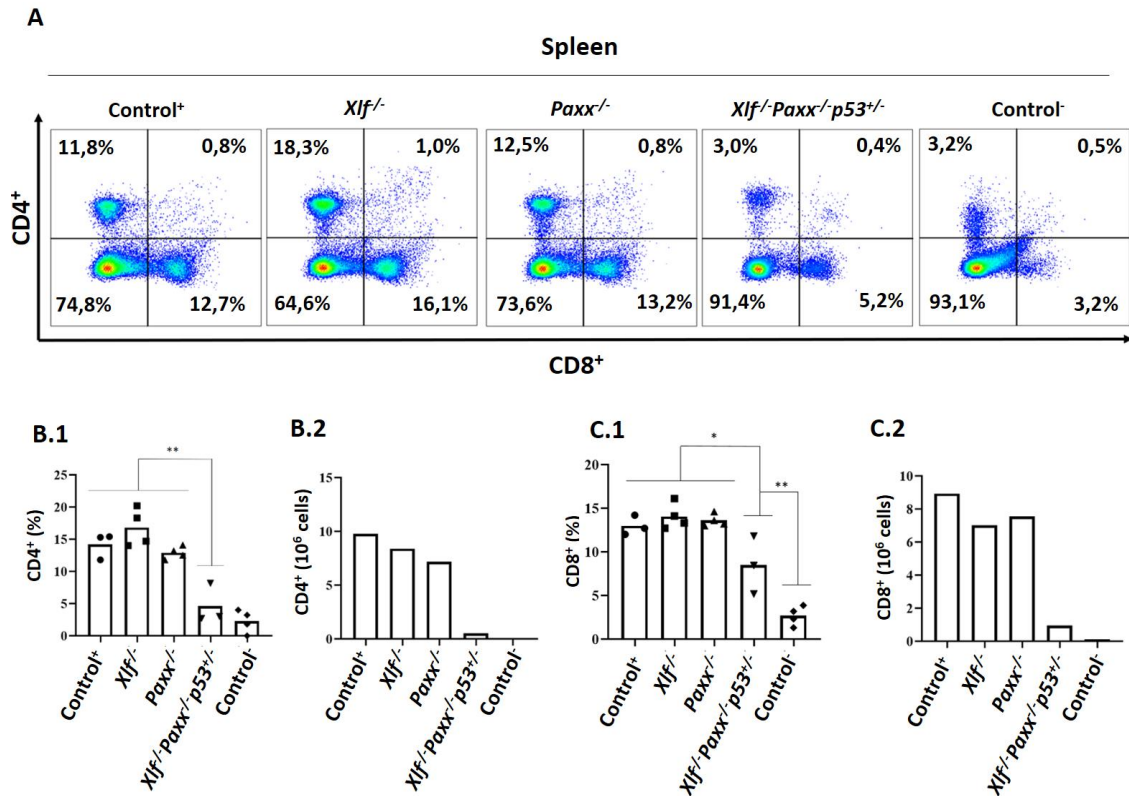 A
Spleen
Control⁺ Xlf⁻/⁻ Paxx⁻/⁻ Xlf⁻/⁻Paxx⁻/⁻p53⁺/⁻ Control⁻
11,8% 0,8% 18,3% 1,0% 12,5% 0,8% 3,0% 0,4% 3,2% 0,5%
CD4⁺
74,8% 12,7% 64,6% 16,1% 73,6% 13,2% 91,4% 5,2% 93,1% 3,2%
CD8⁺
B.1
**
25
20
15
10
5
0
CD4⁺ (%)
Control⁺
Xlf⁻/⁻
Paxx⁻/⁻
Xlf⁻/⁻Paxx⁻/⁻p53⁺/⁻
Control⁻
B.2
15
10
5
0
CD4⁺ (10⁶ cells)
Control⁺
Xlf⁻/⁻
Paxx⁻/⁻
Xlf⁻/⁻Paxx⁻/⁻p53⁺/⁻
Control⁻
C.1
*
**
20
15
10
5
0
CD8⁺ (%)
Control⁺
Xlf⁻/⁻
Paxx⁻/⁻
Xlf⁻/⁻Paxx⁻/⁻p53⁺/⁻
Control⁻
C.2
10
8
6
4
2
0
CD8⁺ (10⁶ cells)
Control⁺
Xlf⁻/⁻
Paxx⁻/⁻
Xlf⁻/⁻Paxx⁻/⁻p53⁺/⁻
Control⁻